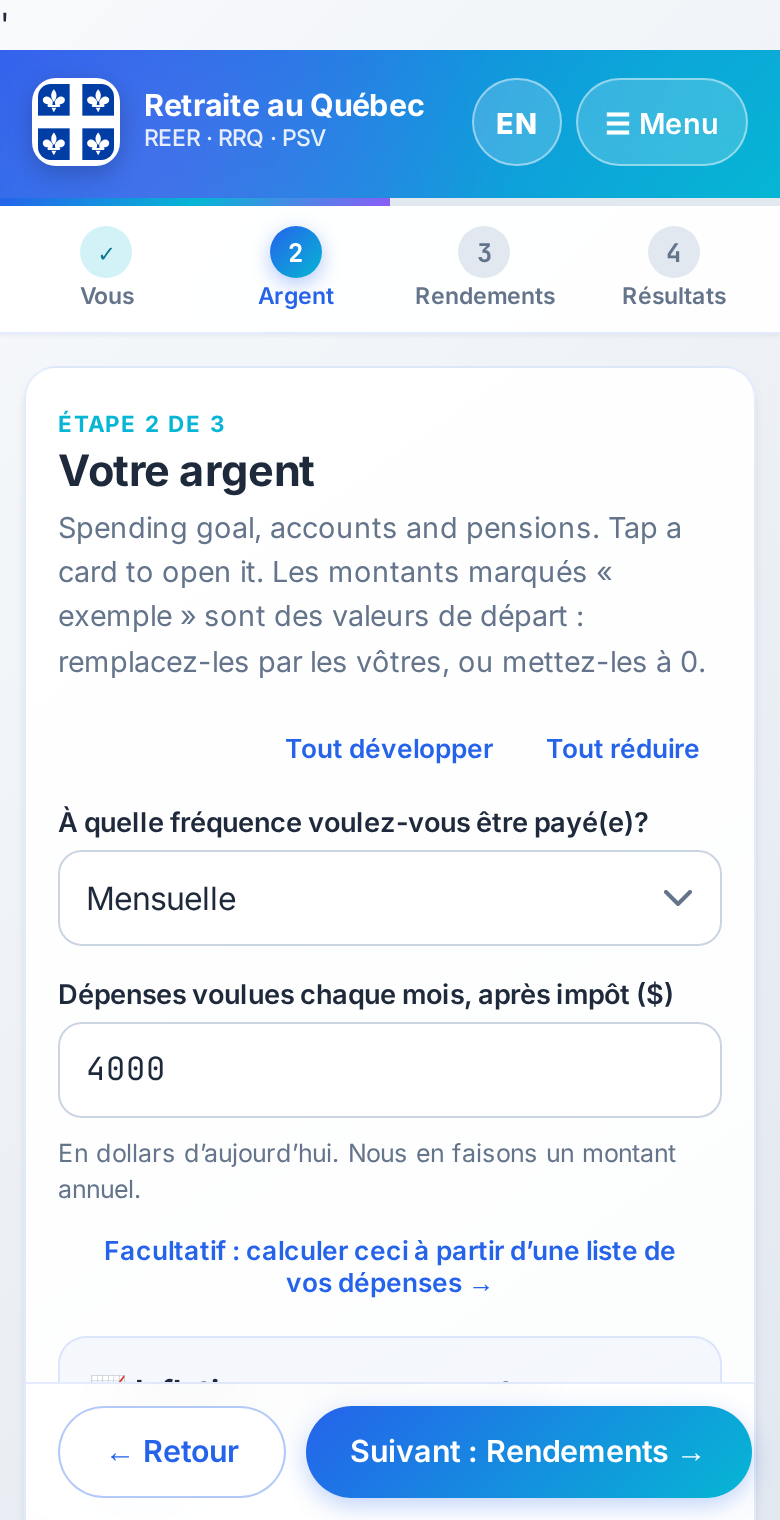 '
Retraite au Québec
REER · RRQ · PSV
EN
☰ Menu
✓
Vous
2
Argent
3
Rendements
4
Résultats
ÉTAPE 2 DE 3
Votre argent
Spending goal, accounts and pensions. Tap a
card to open it. Les montants marqués «
exemple » sont des valeurs de départ :
remplacez-les par les vôtres, ou mettez-les à 0.
Tout développer
Tout réduire
À quelle fréquence voulez-vous être payé(e)?
Mensuelle
Dépenses voulues chaque mois, après impôt ($)
4000
En dollars d’aujourd’hui. Nous en faisons un montant
annuel.
Facultatif : calculer ceci à partir d’une liste de
vos dépenses →
← Retour
Suivant : Rendements →